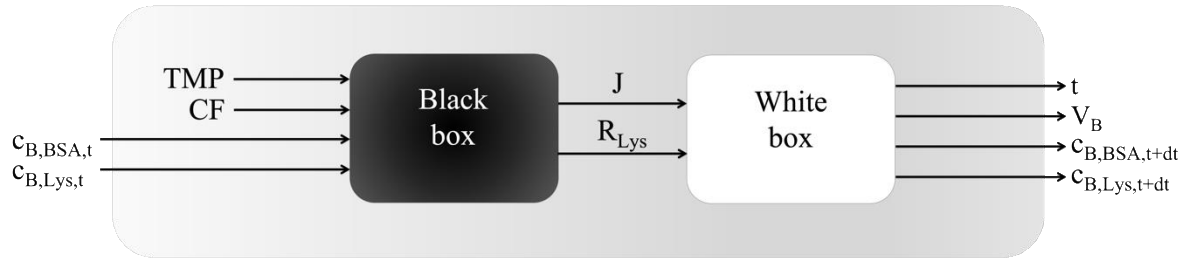 TMP
CF
c_B,BSA,t
c_B,Lys,t
Black
box
J
R_Lys
White
box
t
V_B
c_B,BSA,t+dt
c_B,Lys,t+dt